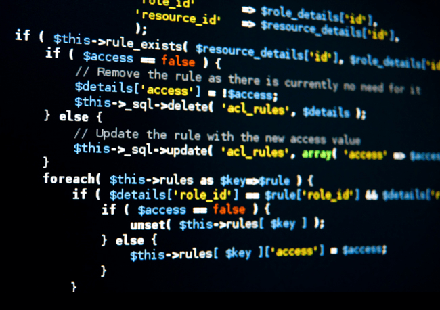 'role_id' => $role_details['id'],
'resource_id' => $resource_details['id'],
);
if ( $this->rule_exists( $resource_details['id'], $role_details['id'
if ( $access == false ) {
// Remove the rule as there is currently no need for it
$details['access'] = !$access;
$this->_sql->delete( 'acl_rules', $details );
} else {
// Update the rule with the new access value
$this->_sql->update( 'acl_rules', array( 'access' => $access
}
foreach( $this->rules as $key=>$rule ) {
if ( $details['role_id'] == $rule['role_id'] && $details['r
if ( $access == false ) {
unset( $this->rules[ $key ] );
} else {
$this->rules[ $key ]['access'] = $access;
}
}